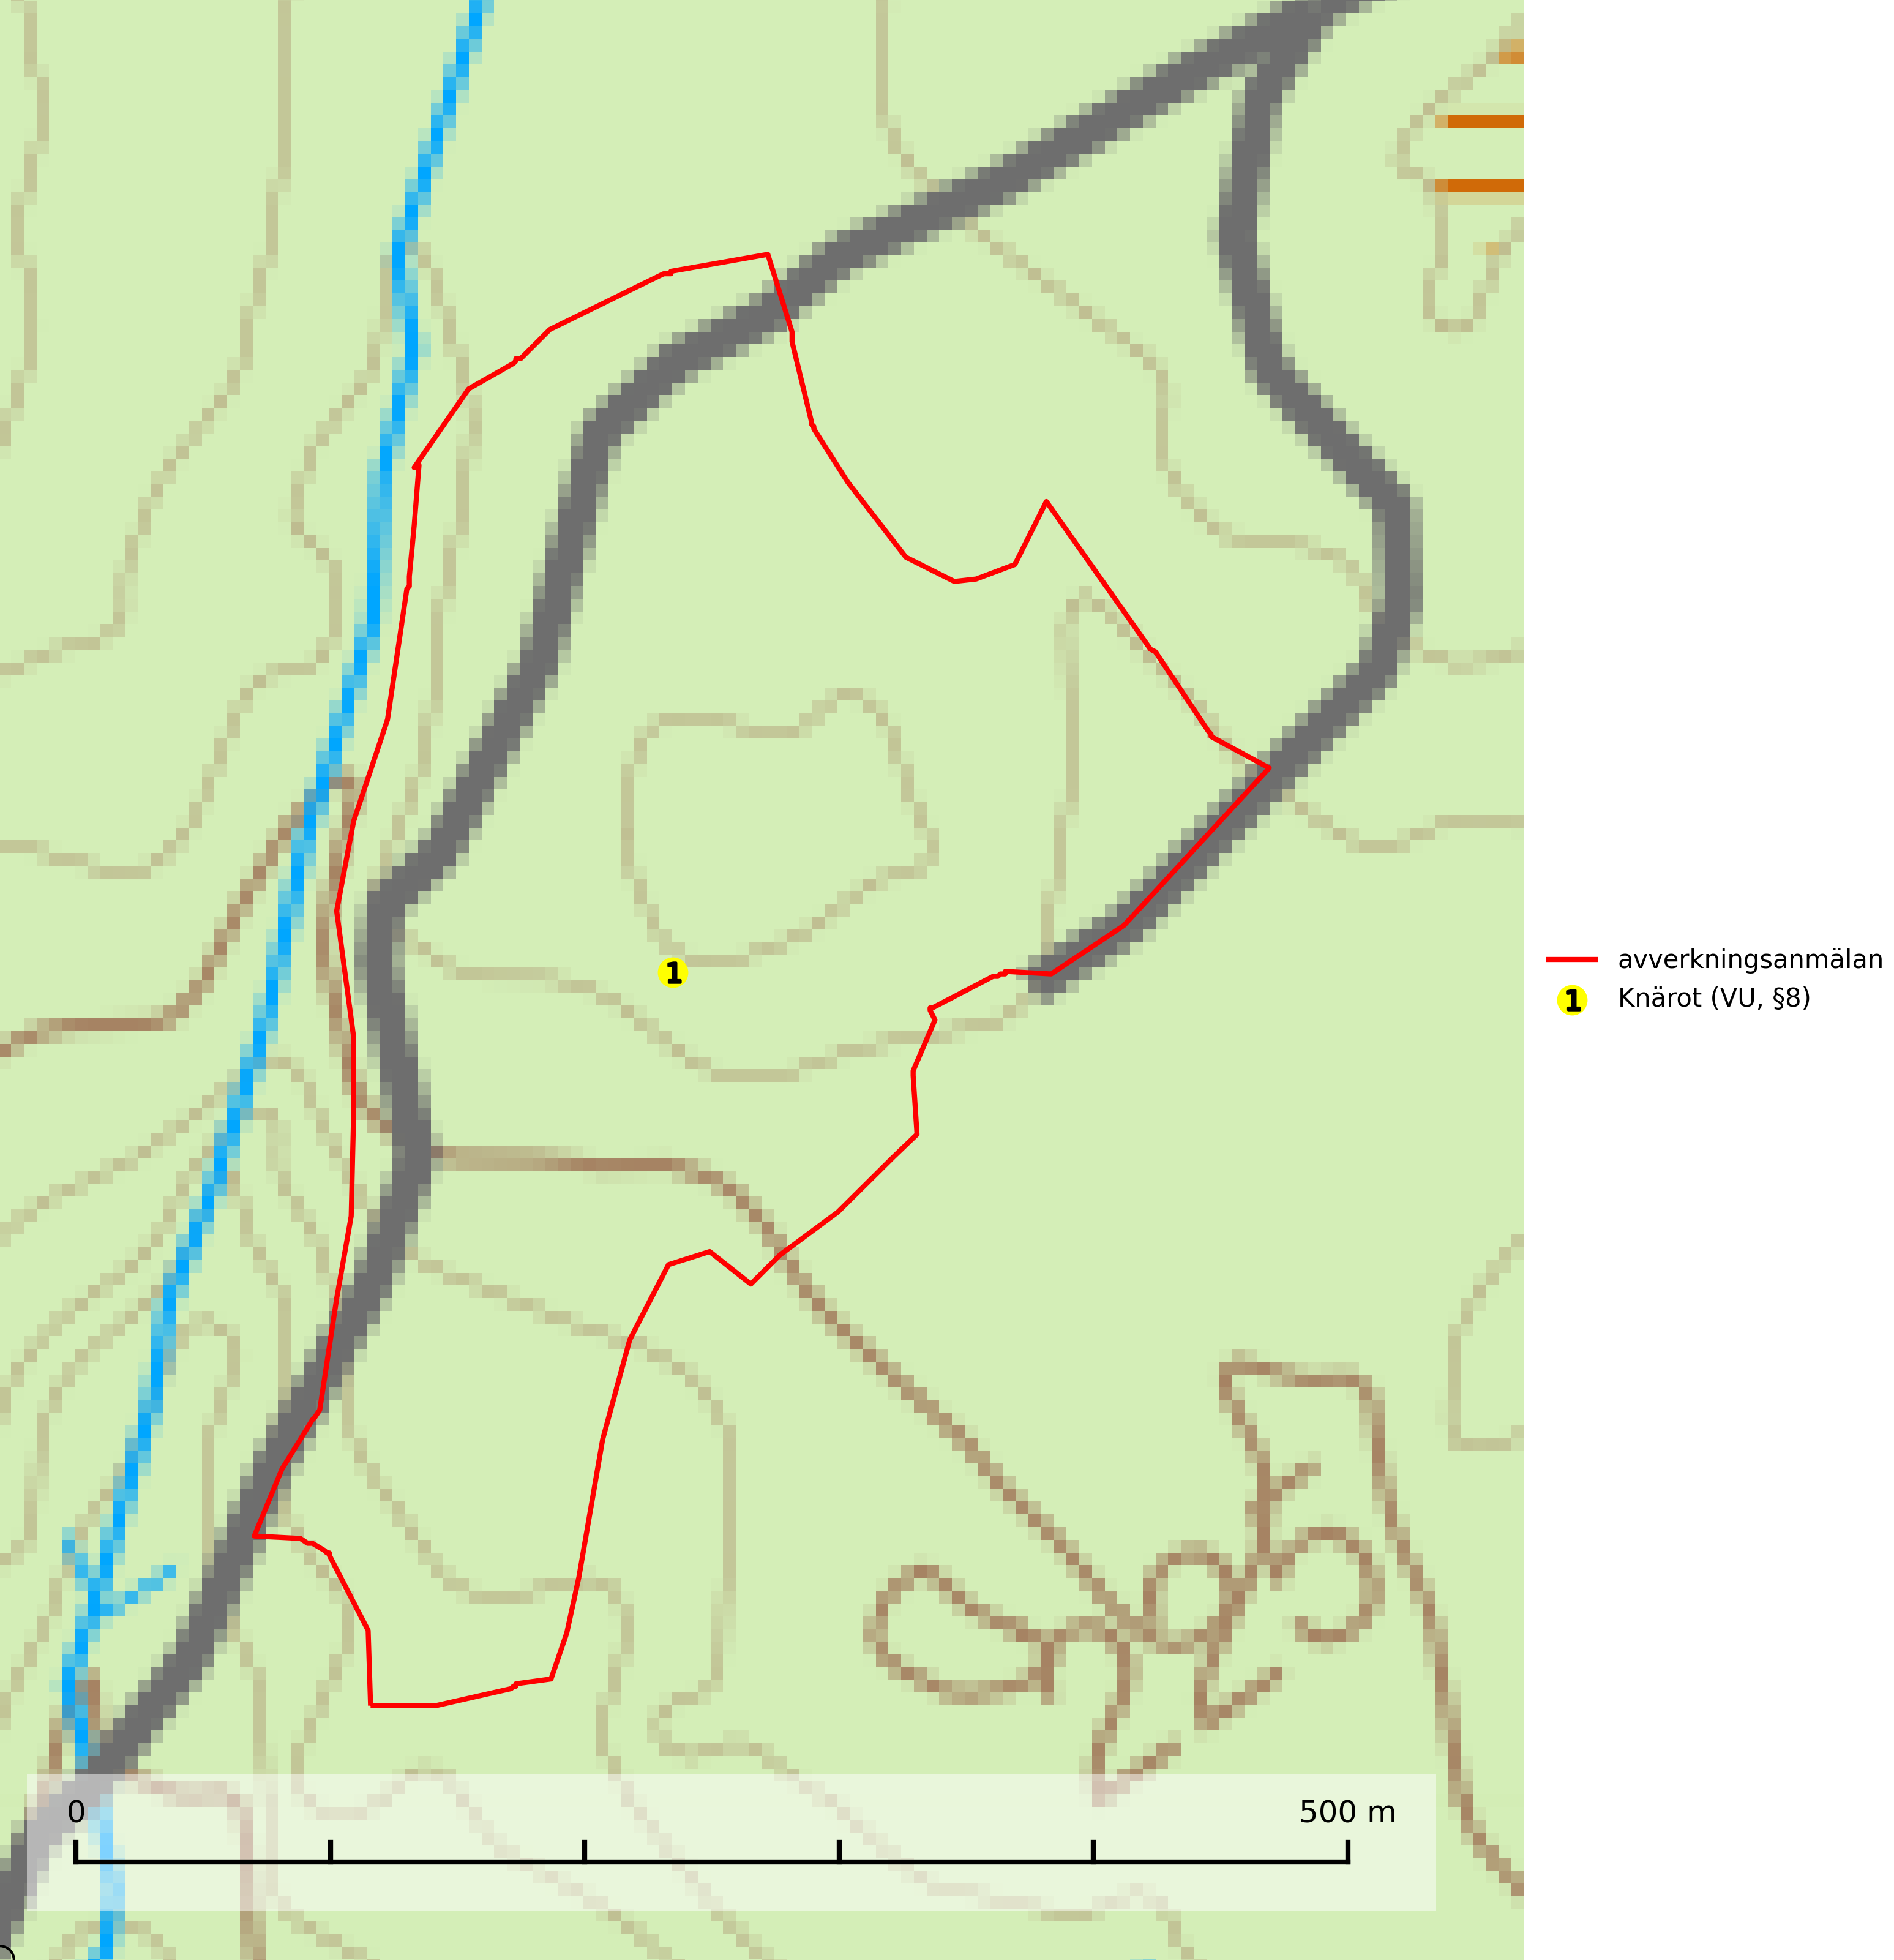 1
avverkningsanmälan
1 Knärot (VU, §8)
0 500 m